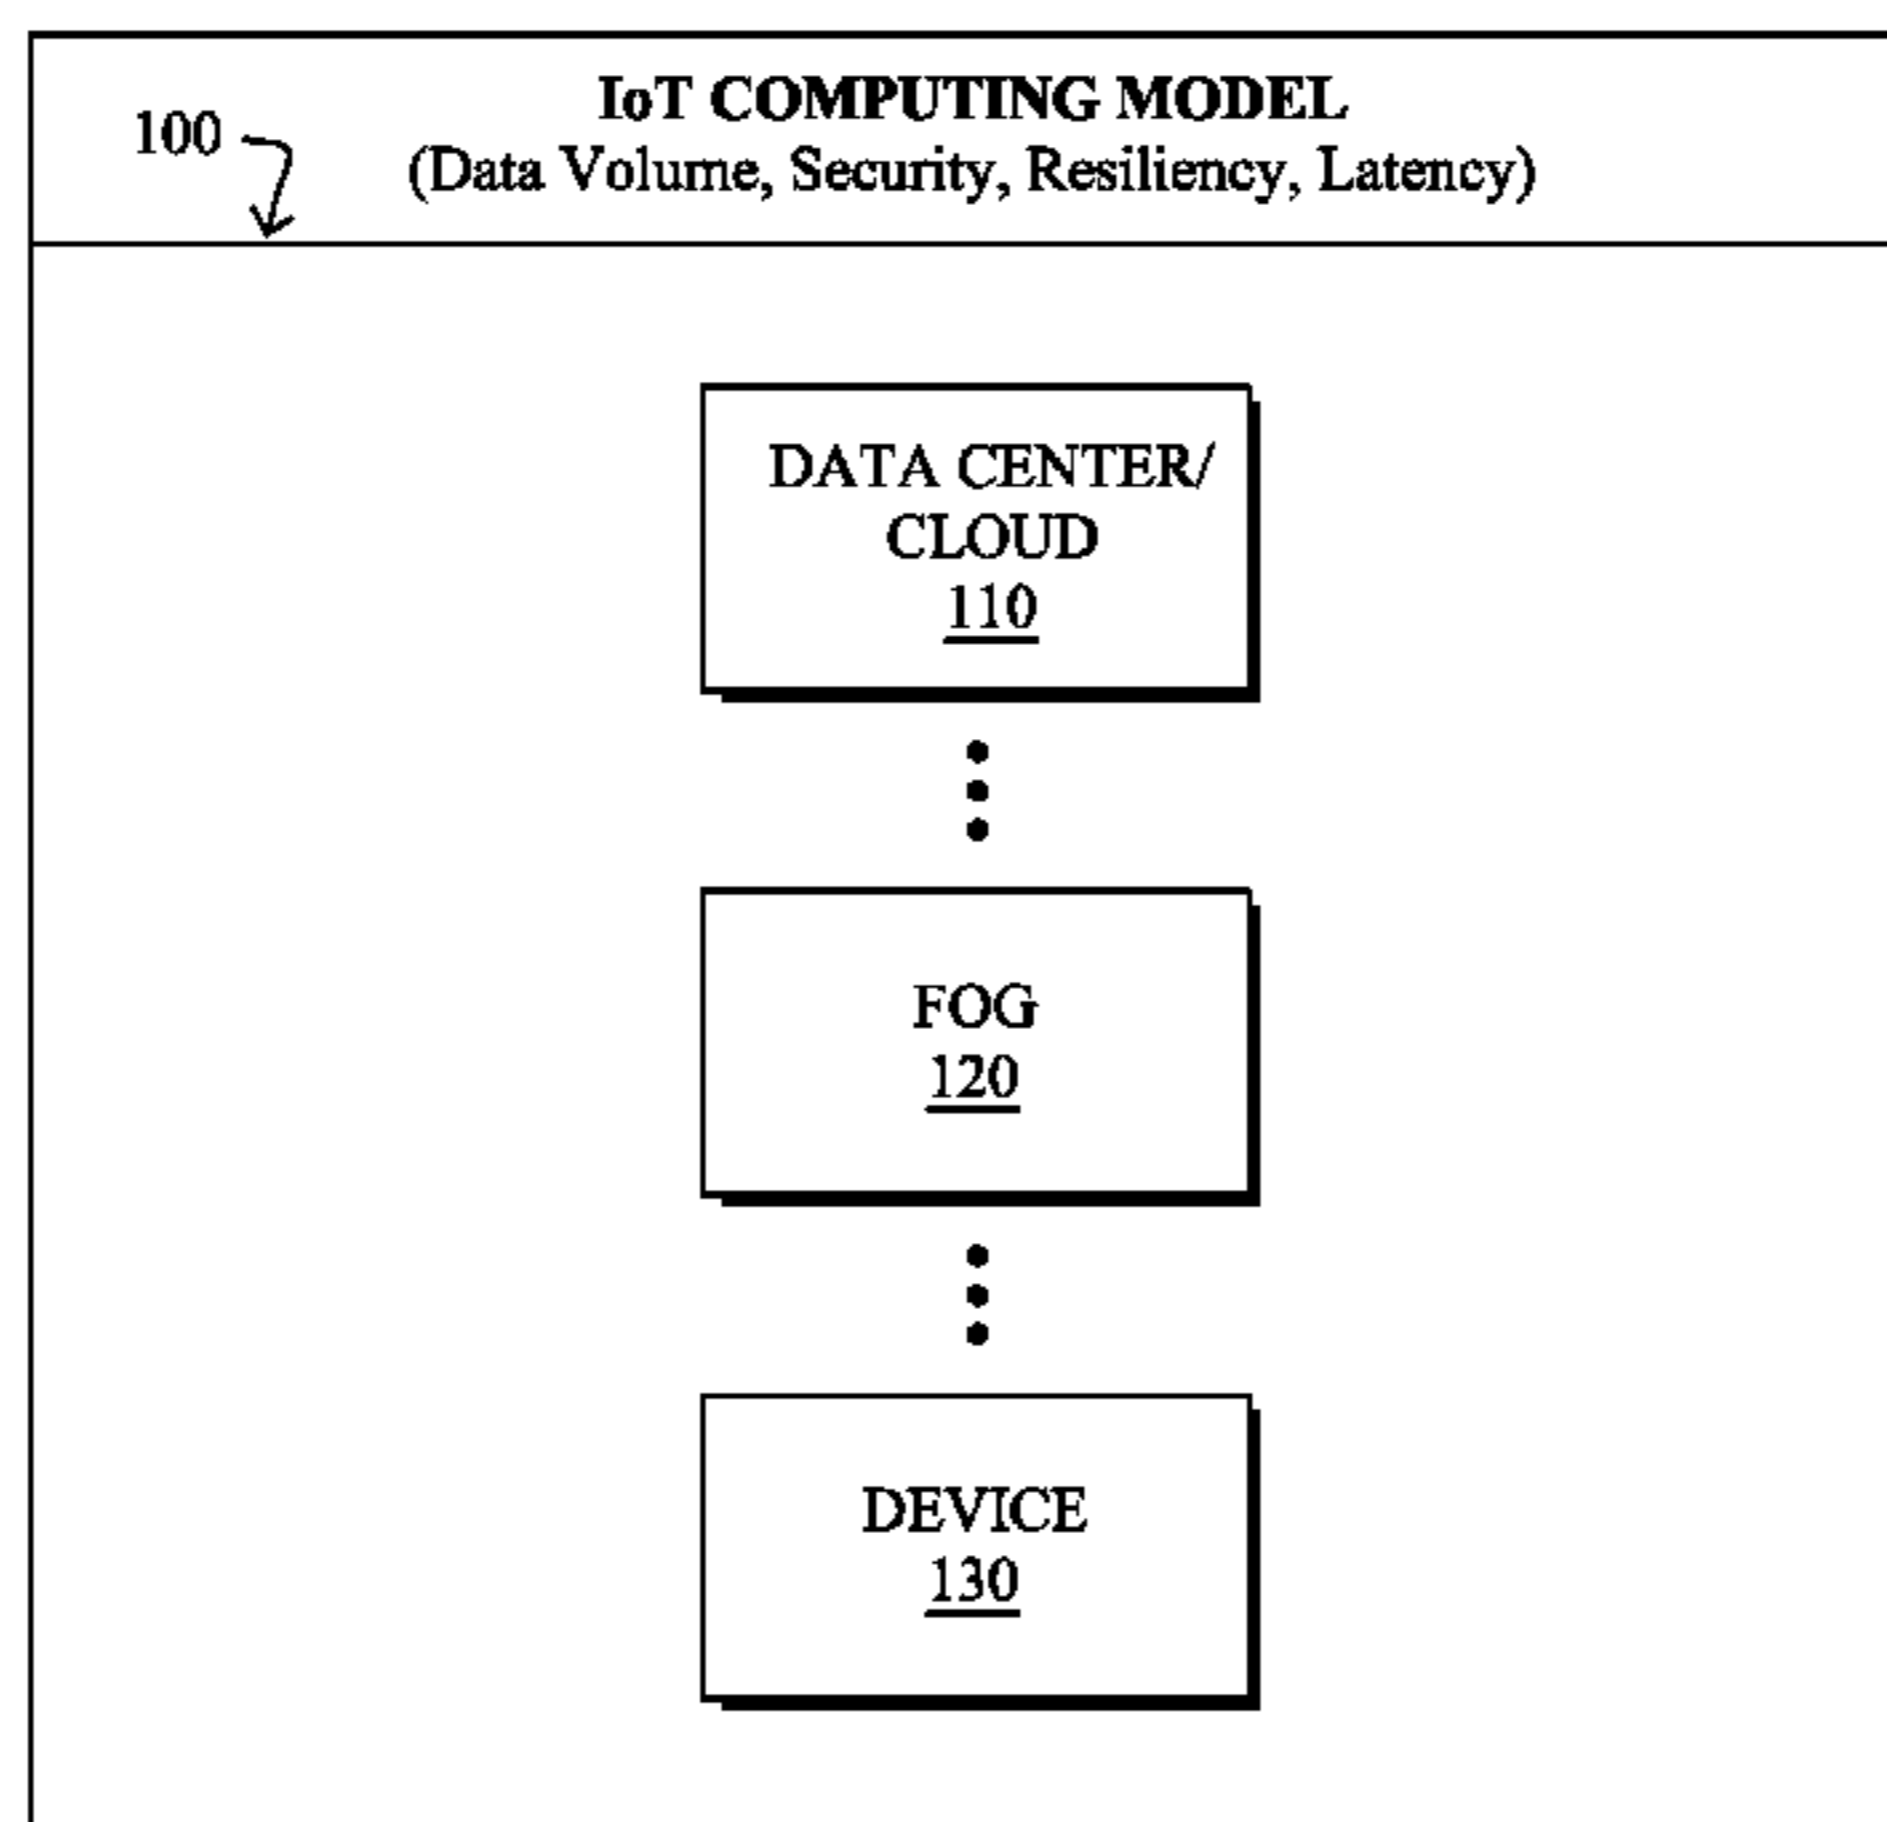 IoT COMPUTING MODEL
100
(Data Volume, Security, Resiliency, Latency)
DATA CENTER/
CLOUD
110
FOG
120
DEVICE
130